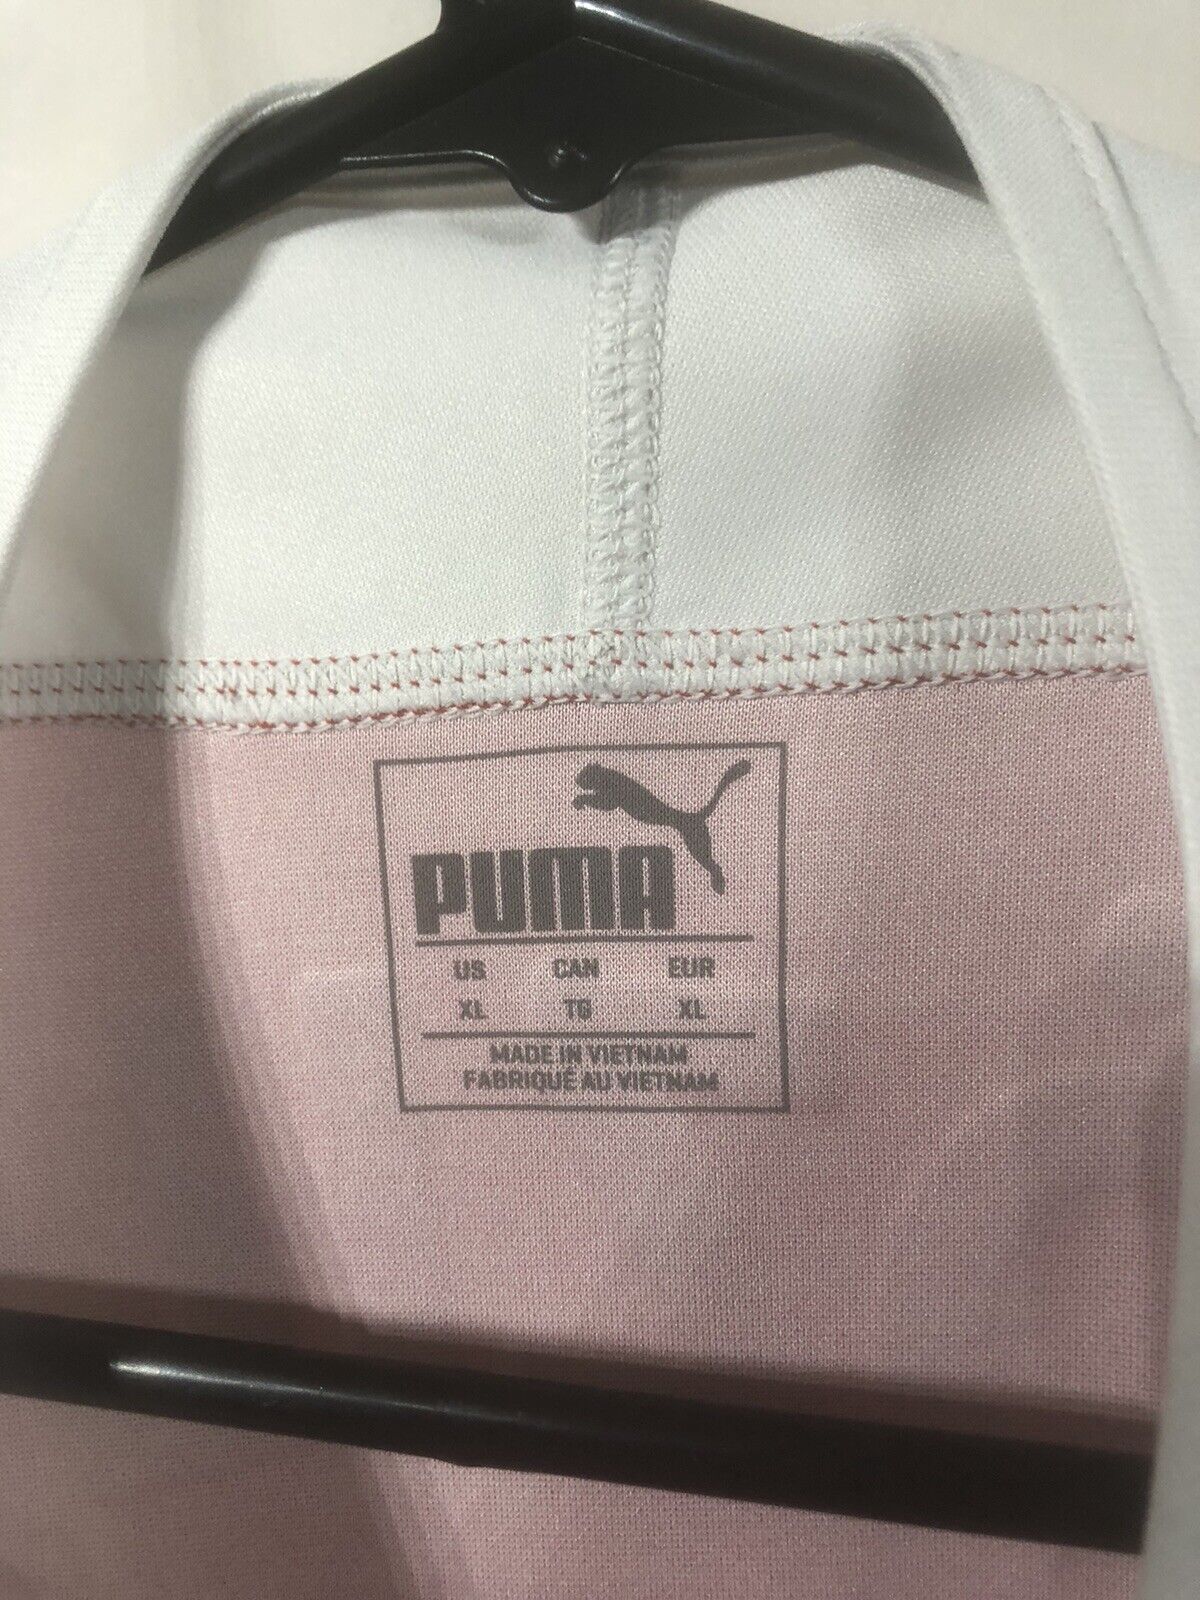 PUMA
US CAN EUR
XL TG XL
MADE IN VIETNAM
FABRIQUÉ AU VIETNAM